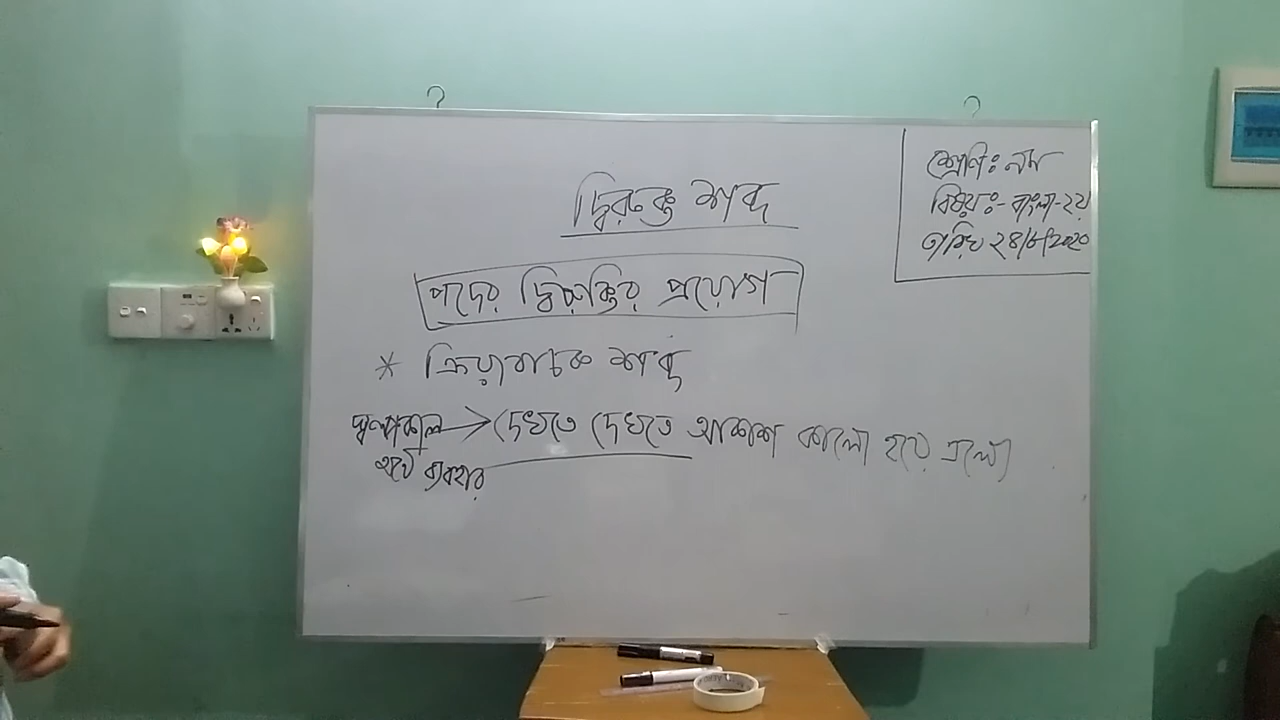 দ্বিরুক্ত শব্দ
শ্রেণি: নবম
বিষয়:- বাংলা-২য়
তারিখ ২৪/৮/২০২০
পদের দ্বিরুক্তির প্রয়োগ
* ক্রিয়াবাচক শব্দ
স্বল্পকাল → দেখতে দেখতে আকাশ কালো হয়ে এলো
অর্থে ব্যবহার